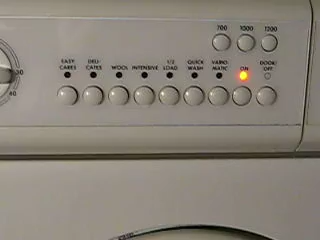 700 1000 1200
EASY CARES DELI- CATES WOOL INTENSIVE 1/2 LOAD QUICK WASH VARIO MATIC ON DOOR/ OFF
30
40